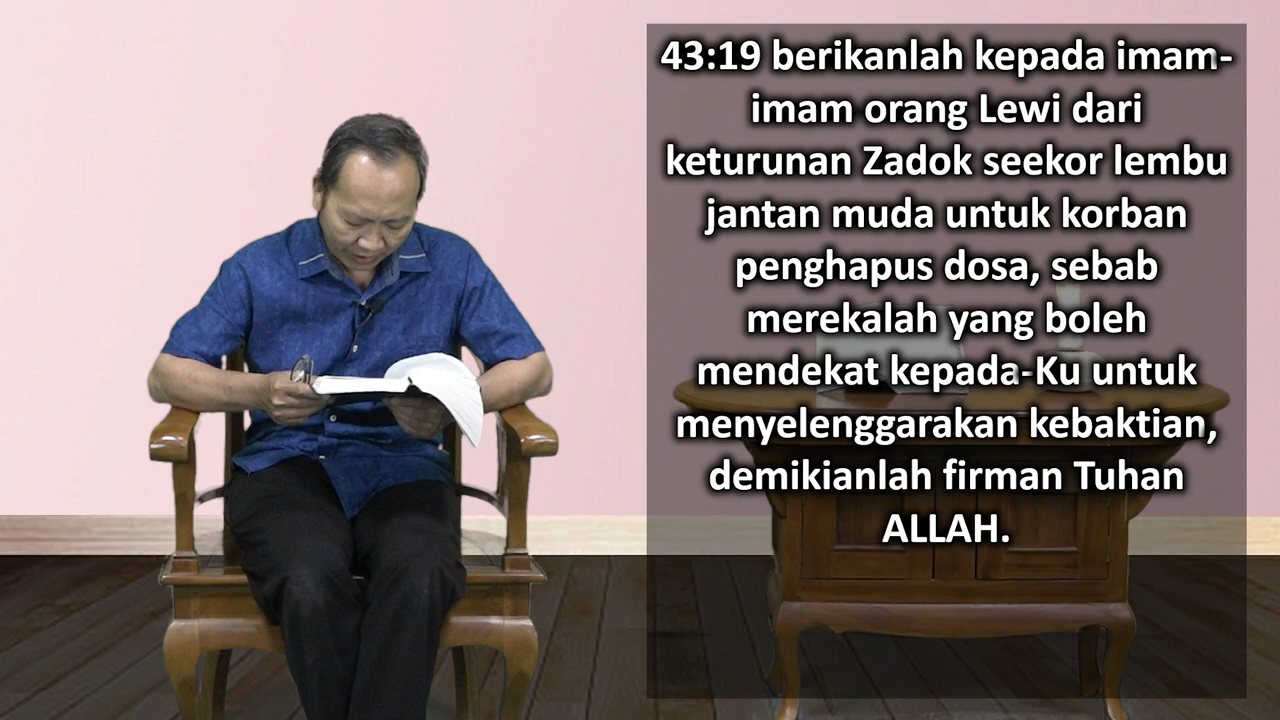 43:19 berikanlah kepada imam-
imam orang Lewi dari
keturunan Zadok seekor lembu
jantan muda untuk korban
penghapus dosa, sebab
merekalah yang boleh
mendekat kepada-Ku untuk
menyelenggarakan kebaktian,
demikianlah firman Tuhan
ALLAH.